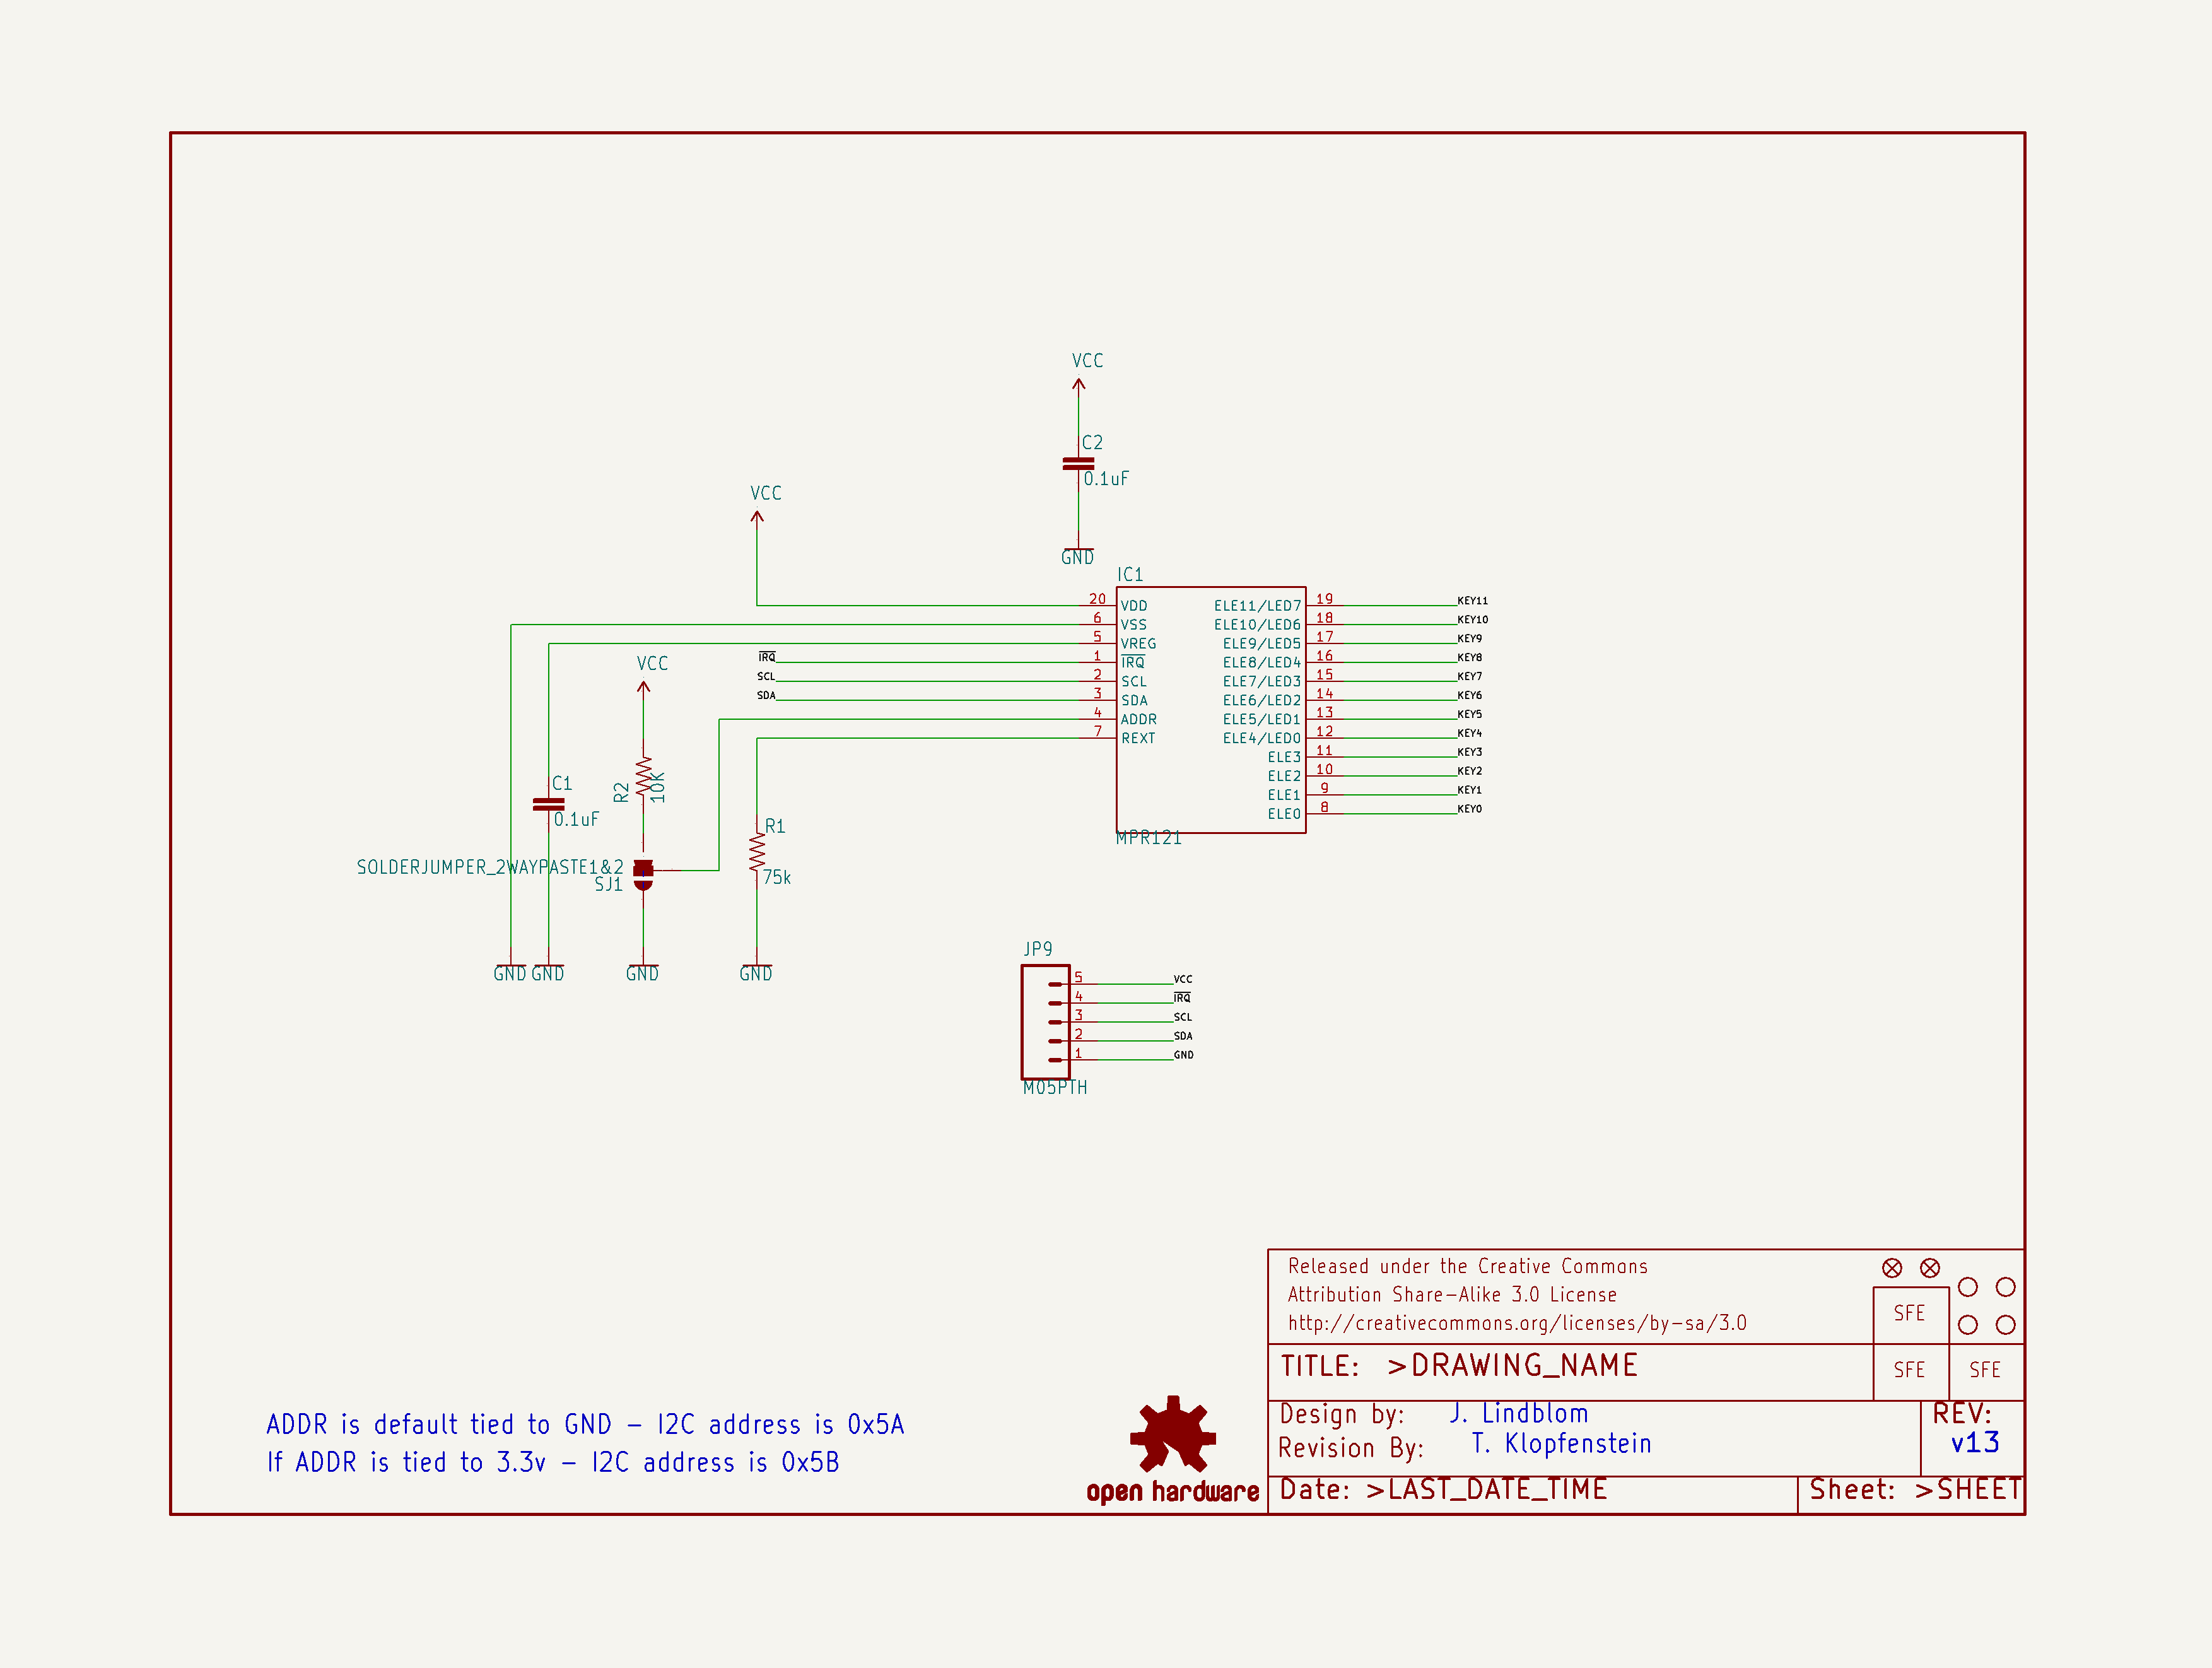 VCC
C2
0.1uF
GND
VCC
IC1
20 VDD
6 VSS
5 VREG
1 IRQ
2 SCL
3 SDA
4 ADDR
7 REXT
ELE11/LED7 19 KEY11
ELE10/LED6 18 KEY10
ELE9/LED5 17 KEY9
ELE8/LED4 16 KEY8
ELE7/LED3 15 KEY7
ELE6/LED2 14 KEY6
ELE5/LED1 13 KEY5
ELE4/LED0 12 KEY4
ELE3 11 KEY3
ELE2 10 KEY2
ELE1 9 KEY1
ELE0 8 KEY0
MPR121
IRQ
SCL
SDA
VCC
R2
10K
C1
0.1uF
R1
75k
SOLDERJUMPER_2WAYPASTE1&2
SJ1
GND GND GND GND
JP9
5 VCC
4 IRQ
3 SCL
2 SDA
1 GND
M05PTH
Released under the Creative Commons
Attribution Share-Alike 3.0 License
http://creativecommons.org/licenses/by-sa/3.0
SFE
TITLE: >DRAWING_NAME
SFE SFE
Design by: J. Lindblom
Revision By: T. Klopfenstein
REV:
v13
Date: >LAST_DATE_TIME
Sheet: >SHEET
open hardware
ADDR is default tied to GND - I2C address is 0x5A
If ADDR is tied to 3.3v - I2C address is 0x5B